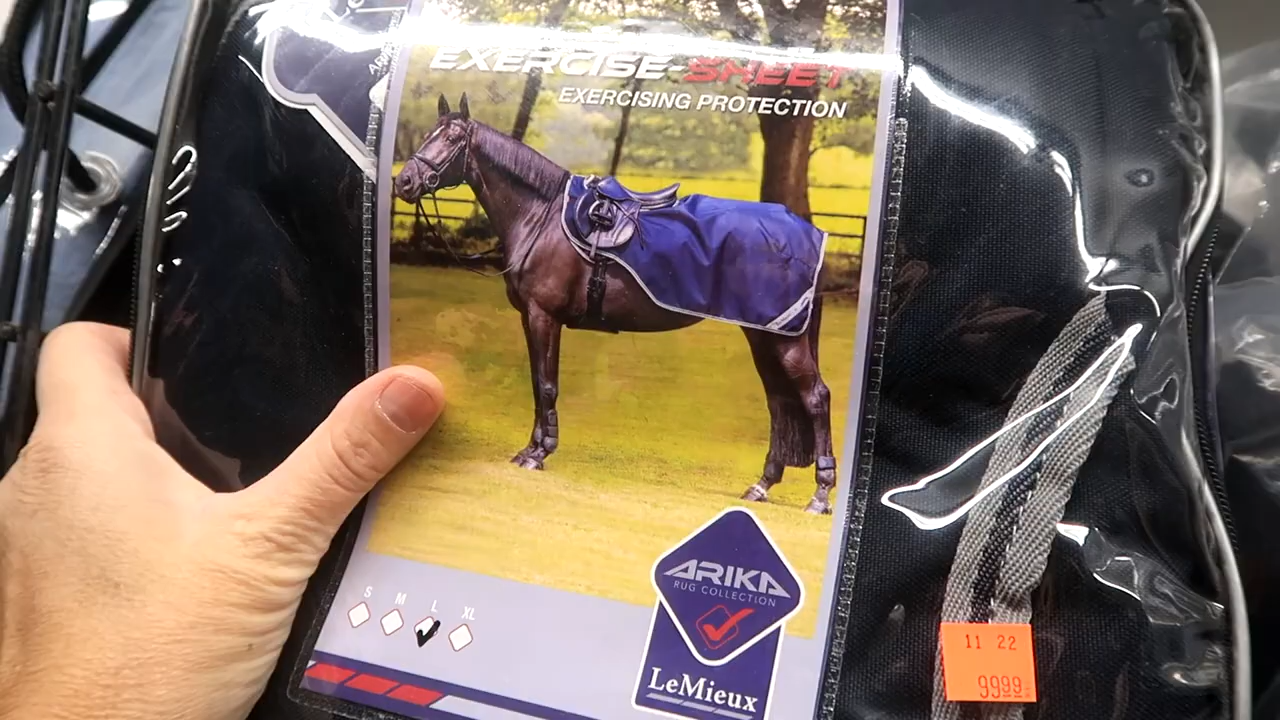 EXERCISE-SHEET
EXERCISING PROTECTION
S M L XL
ARIKA
RUG COLLECTION
LeMieux
11 22
9999